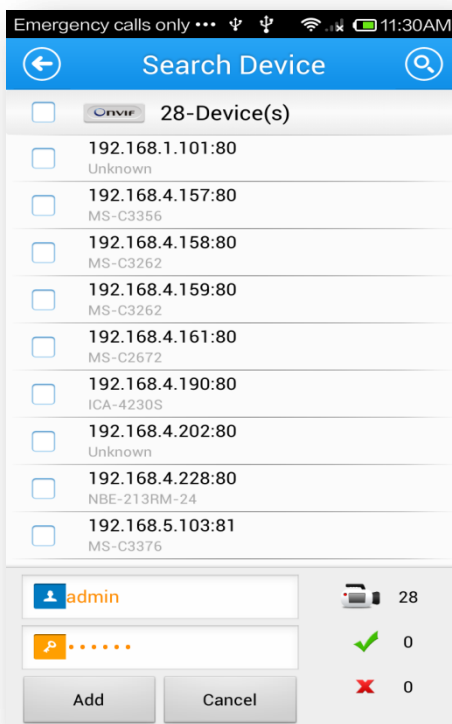 Emergency calls only ••• 11:30AM
Search Device
ONVIF 28-Device(s)
192.168.1.101:80
Unknown
192.168.4.157:80
MS-C3356
192.168.4.158:80
MS-C3262
192.168.4.159:80
MS-C3262
192.168.4.161:80
MS-C2672
192.168.4.190:80
ICA-4230S
192.168.4.202:80
Unknown
192.168.4.228:80
NBE-213RM-24
192.168.5.103:81
MS-C3376
admin 28
•••••• 0
Add Cancel 0